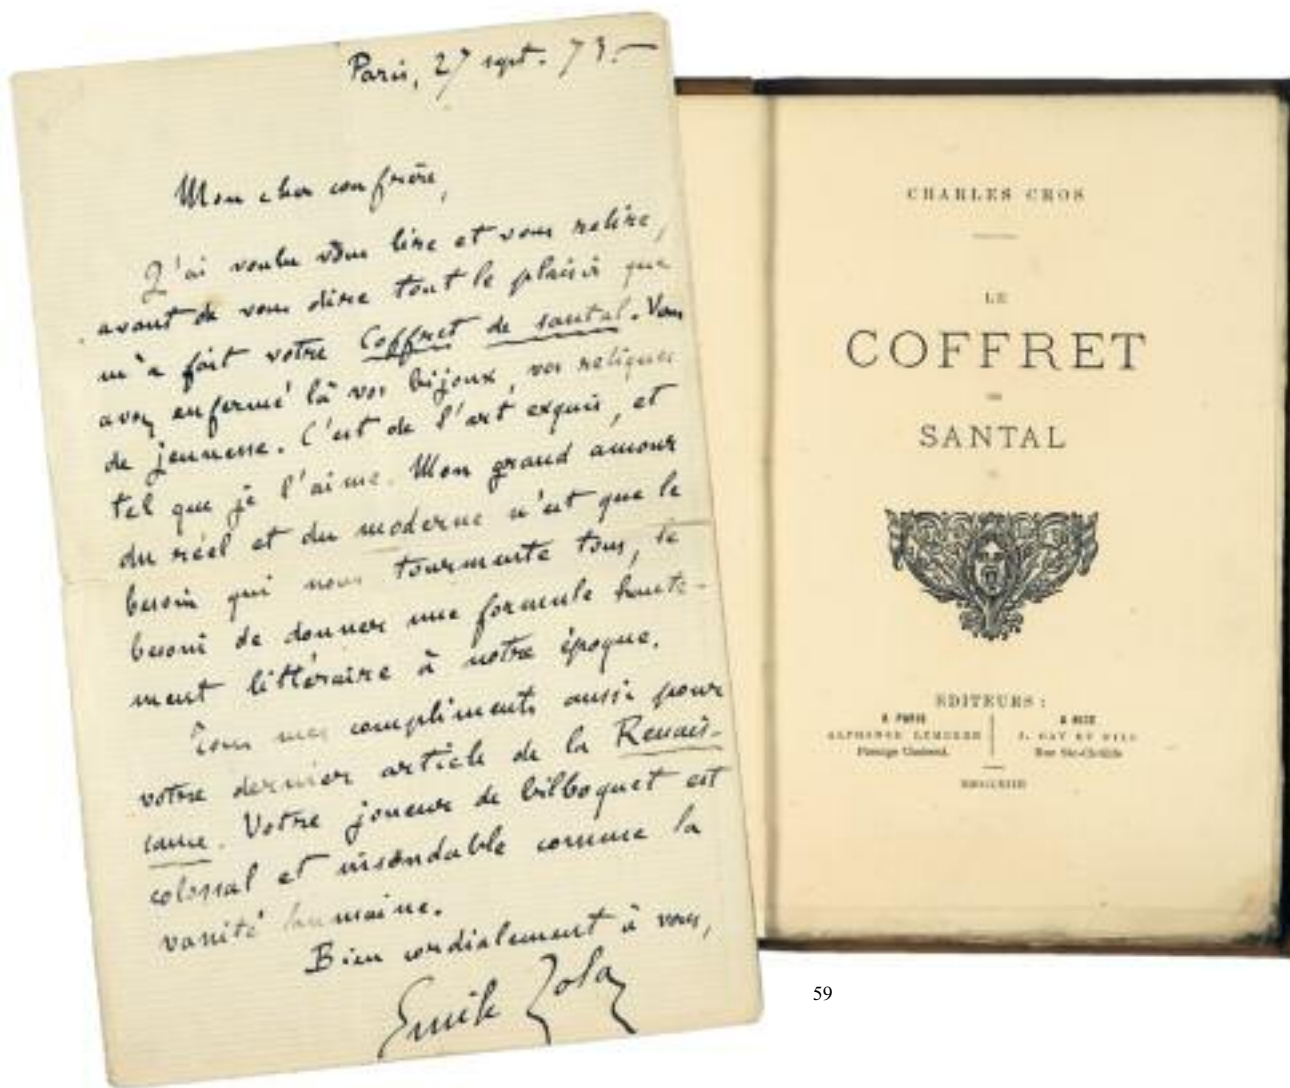 Paris, 27 sept. 73.–
Mon cher confrère,
J'ai voulu vous lire et vous relire,
avant de vous dire tout le plaisir que
m'a fait votre Coffret de santal. Vous
avez enfermé là vos bijoux, vos reliques
de jeunesse. C'est de l'art exquis, et
tel que je l'aime. Mon grand amour
du réel et du moderne n'est que le
besoin qui nous tourmente tous, le
besoin de donner une formule haute-
ment littéraire à notre époque.
Tous mes compliments aussi pour
votre dernier article de la Renais-
sance. Votre joueur de bilboquet est
colossal et insondable comme la
vanité humaine.
Bien cordialement à vous,
Emile Zola
CHARLES CROS
LE
COFFRET
DE
SANTAL
EDITEURS :
A PARIS
ALPHONSE LEMERRE
Passage Choiseul
A NICE
J. GAY ET FILS
Rue Ste-Clotilde
59